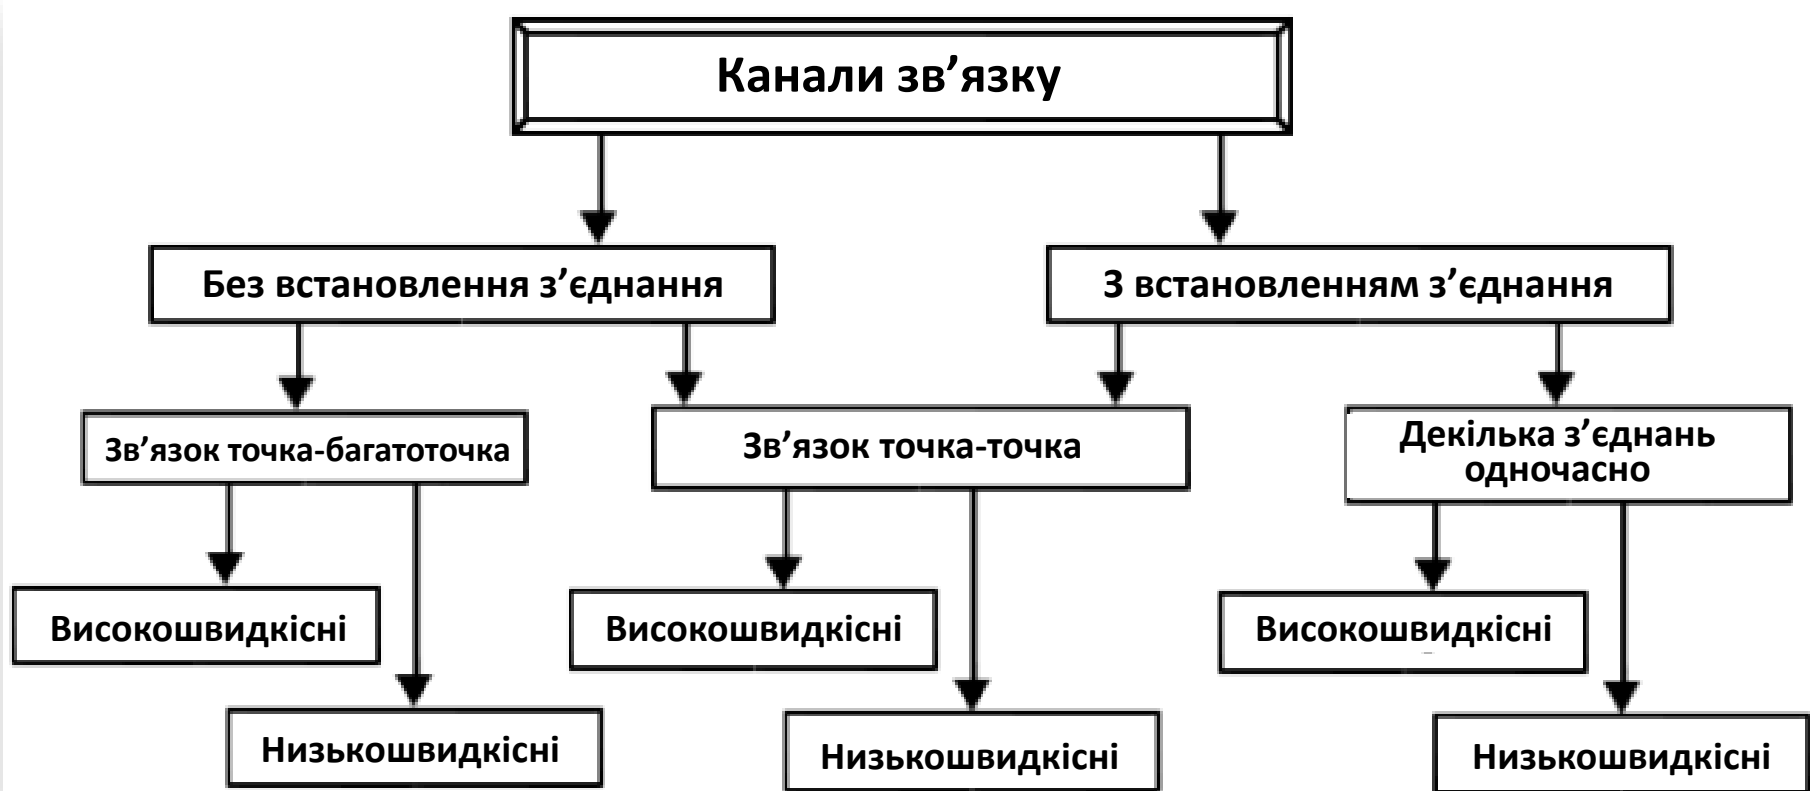 Канали зв’язку
Без встановлення з’єднання
З встановленням з’єднання
Зв’язок точка-багатоточка
Зв’язок точка-точка
Декілька з’єднань
одночасно
Високошвидкісні
Високошвидкісні
Високошвидкісні
Низькошвидкісні
Низькошвидкісні
Низькошвидкісні